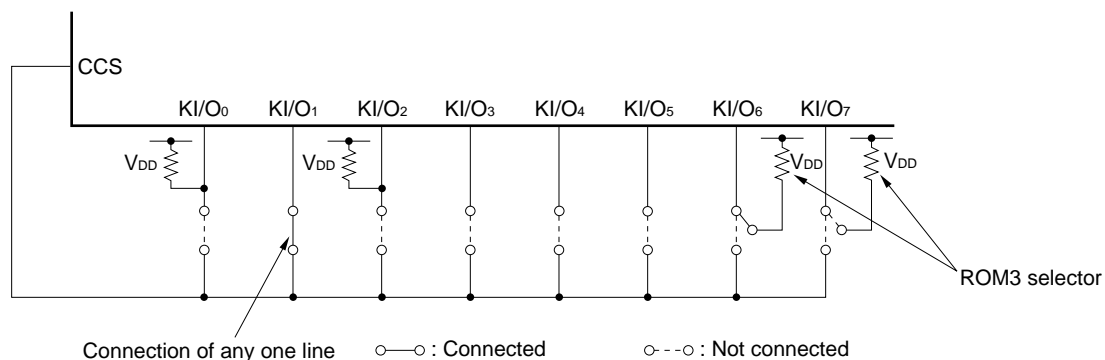 CCS
KI/O0 KI/O1 KI/O2 KI/O3 KI/O4 KI/O5 KI/O6 KI/O7
VDD VDD VDD VDD
ROM3 selector
Connection of any one line : Connected : Not connected